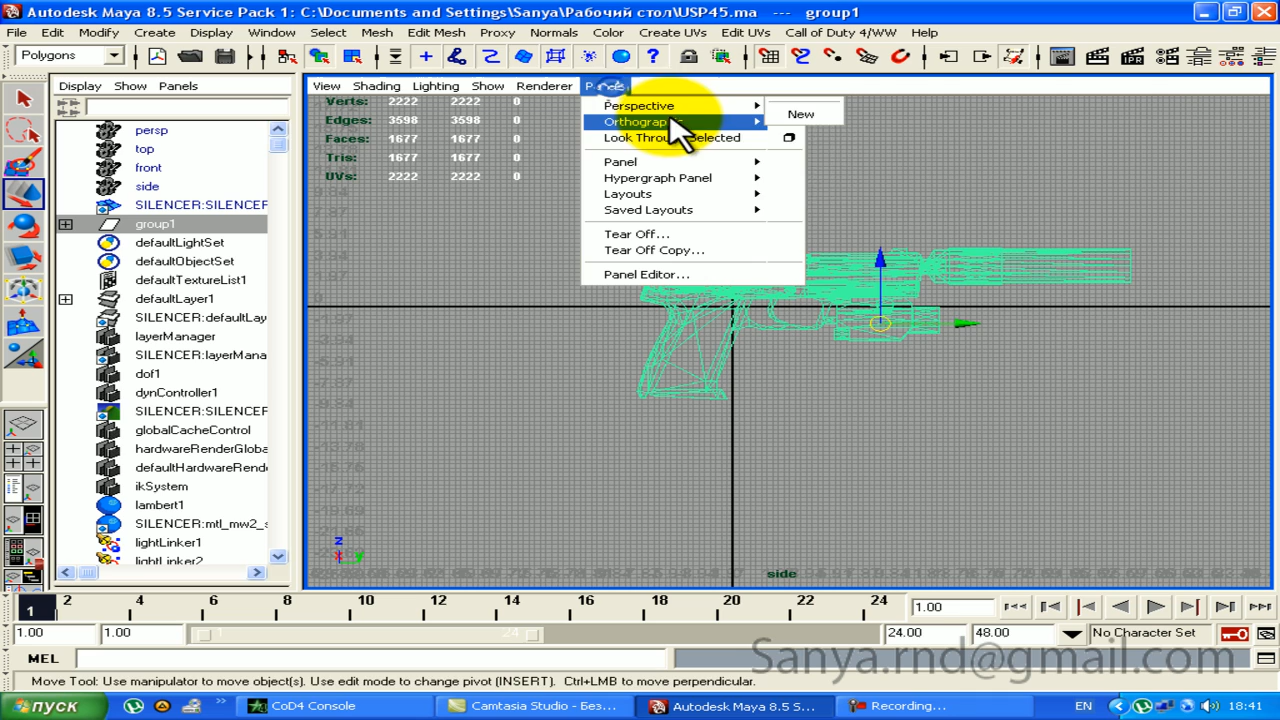 Autodesk Maya 8.5 Service Pack 1: C:\Documents and Settings\Sanya\Рабочий стол\USP45.ma --- group1
File Edit Modify Create Display Window Select Mesh Edit Mesh Proxy Normals Color Create UVs Edit UVs Call of Duty 4/WW Help
Polygons
Display Show Panels
View Shading Lighting Show Renderer
Verts: 2222 2222 0
Edges: 3598 3598 0
Faces: 1677 1677 0
Tris: 1677 1677 0
UVs: 2222 2222 0
Perspective
New
Look Through Selected
Panel
Hypergraph Panel
Layouts
Saved Layouts
Tear Off...
Tear Off Copy...
Panel Editor...
persp
top
front
side
SILENCER:SILENCER
group1
defaultLightSet
defaultObjectSet
defaultTextureList1
defaultLayer1
SILENCER:defaultLay
layerManager
SILENCER:layerMana
dof1
dynController1
SILENCER:SILENCER
globalCacheControl
hardwareRenderGloba
defaultHardwareRende
ikSystem
lambert1
SILENCER:mtl_mw2_s
lightLinker1
lightLinker2
z
x y
side
1 2 4 6 8 10 12 14 16 18 20 22 24 1.00
1.00 1.00 1 24 24.00 48.00 No Character Set
MEL
Sanya.rnd@gmail.com
Move Tool: Use manipulator to move object(s). Use edit mode to change pivot (INSERT). Ctrl+LMB to move perpendicular.
пуск CoD4 Console Camtasia Studio - Без... Autodesk Maya 8.5 S... Recording... EN 18:41